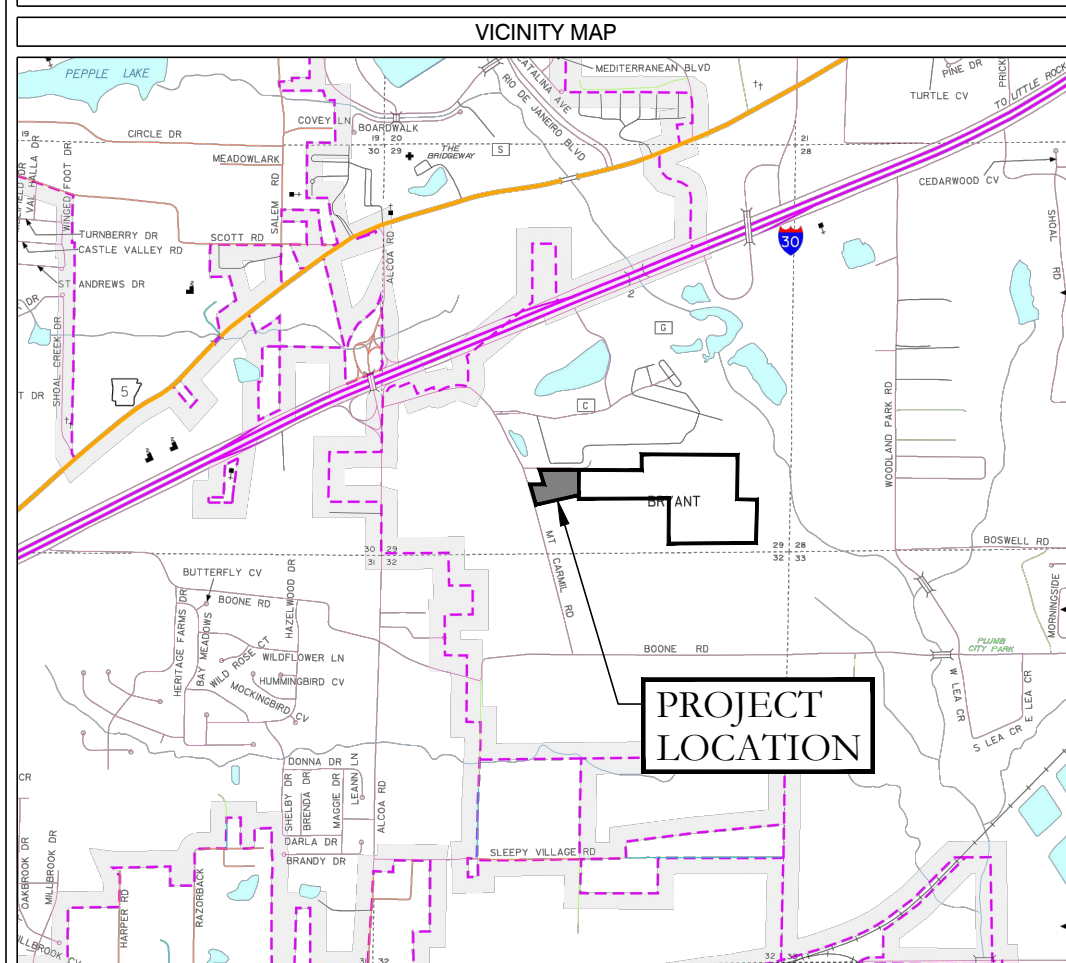 VICINITY MAP
PEPPLE LAKE
CATALINA AVE
MEDITERRANEAN BLVD
RIO DE JANEIRO BLVD
PINE DR
TURTLE CV
TO LITTLE ROCK
COVEY LN
BOARDWALK
CIRCLE DR
19 20
30 29
19
21
28
THE
BRIDGEWAY
S
MEADOWLARK
VALHALLA DR
WINGED FOOT DR
SALEM RD
CEDARWOOD CV
SHOAL RD
TURNBERRY DR
CASTLE VALLEY RD
SCOTT RD
ALCOA RD
30
ST ANDREWS DR
2
G
SHOAL CREEK DR
5
T DR
C
WOODLAND PARK RD
BRYANT
MT CARMIL RD
30 29
31 32
29 28
32 33
BOSWELL RD
BUTTERFLY CV
BOONE RD
HAZELWOOD DR
HERITAGE FARMS DR
BAY MEADOWS
WILD ROSE CT
WILDFLOWER LN
HUMMINGBIRD CV
MOCKINGBIRD CV
MORNINGSIDE
BOONE RD
CITY PARK
W LEA CR
E LEA CR
S LEA CR
PROJECT
LOCATION
DONNA DR
CR
SHELBY DR
BRENDA DR
MAGGIE DR
LEANN LN
ALCOA RD
DARLA DR
BRANDY DR
SLEEPY VILLAGE RD
OAKBROOK DR
MILLBROOK DR
HARPER RD
RAZORBACK
31 32
32 33